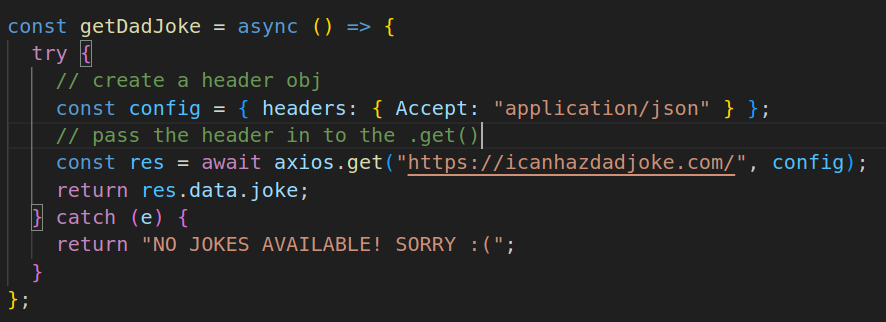 const getDadJoke = async () => {
  try {
    // create a header obj
    const config = { headers: { Accept: "application/json" } };
    // pass the header in to the .get()
    const res = await axios.get("https://icanhazdadjoke.com/", config);
    return res.data.joke;
  } catch (e) {
    return "NO JOKES AVAILABLE! SORRY :(";
  }
};